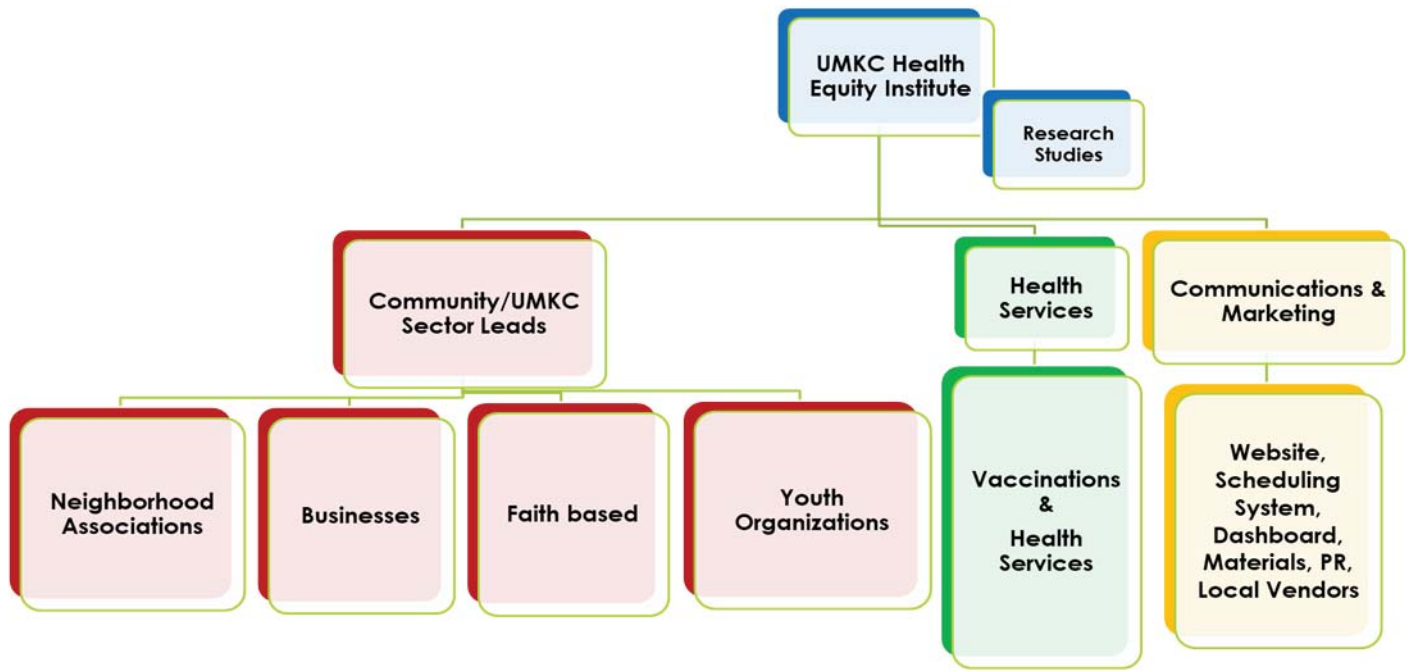 UMKC Health
Equity Institute
Research
Studies
Community/UMKC
Sector Leads
Health
Services
Communications &
Marketing
Neighborhood
Associations
Businesses
Faith based
Youth
Organizations
Vaccinations
&
Health
Services
Website,
Scheduling
System,
Dashboard,
Materials, PR,
Local Vendors